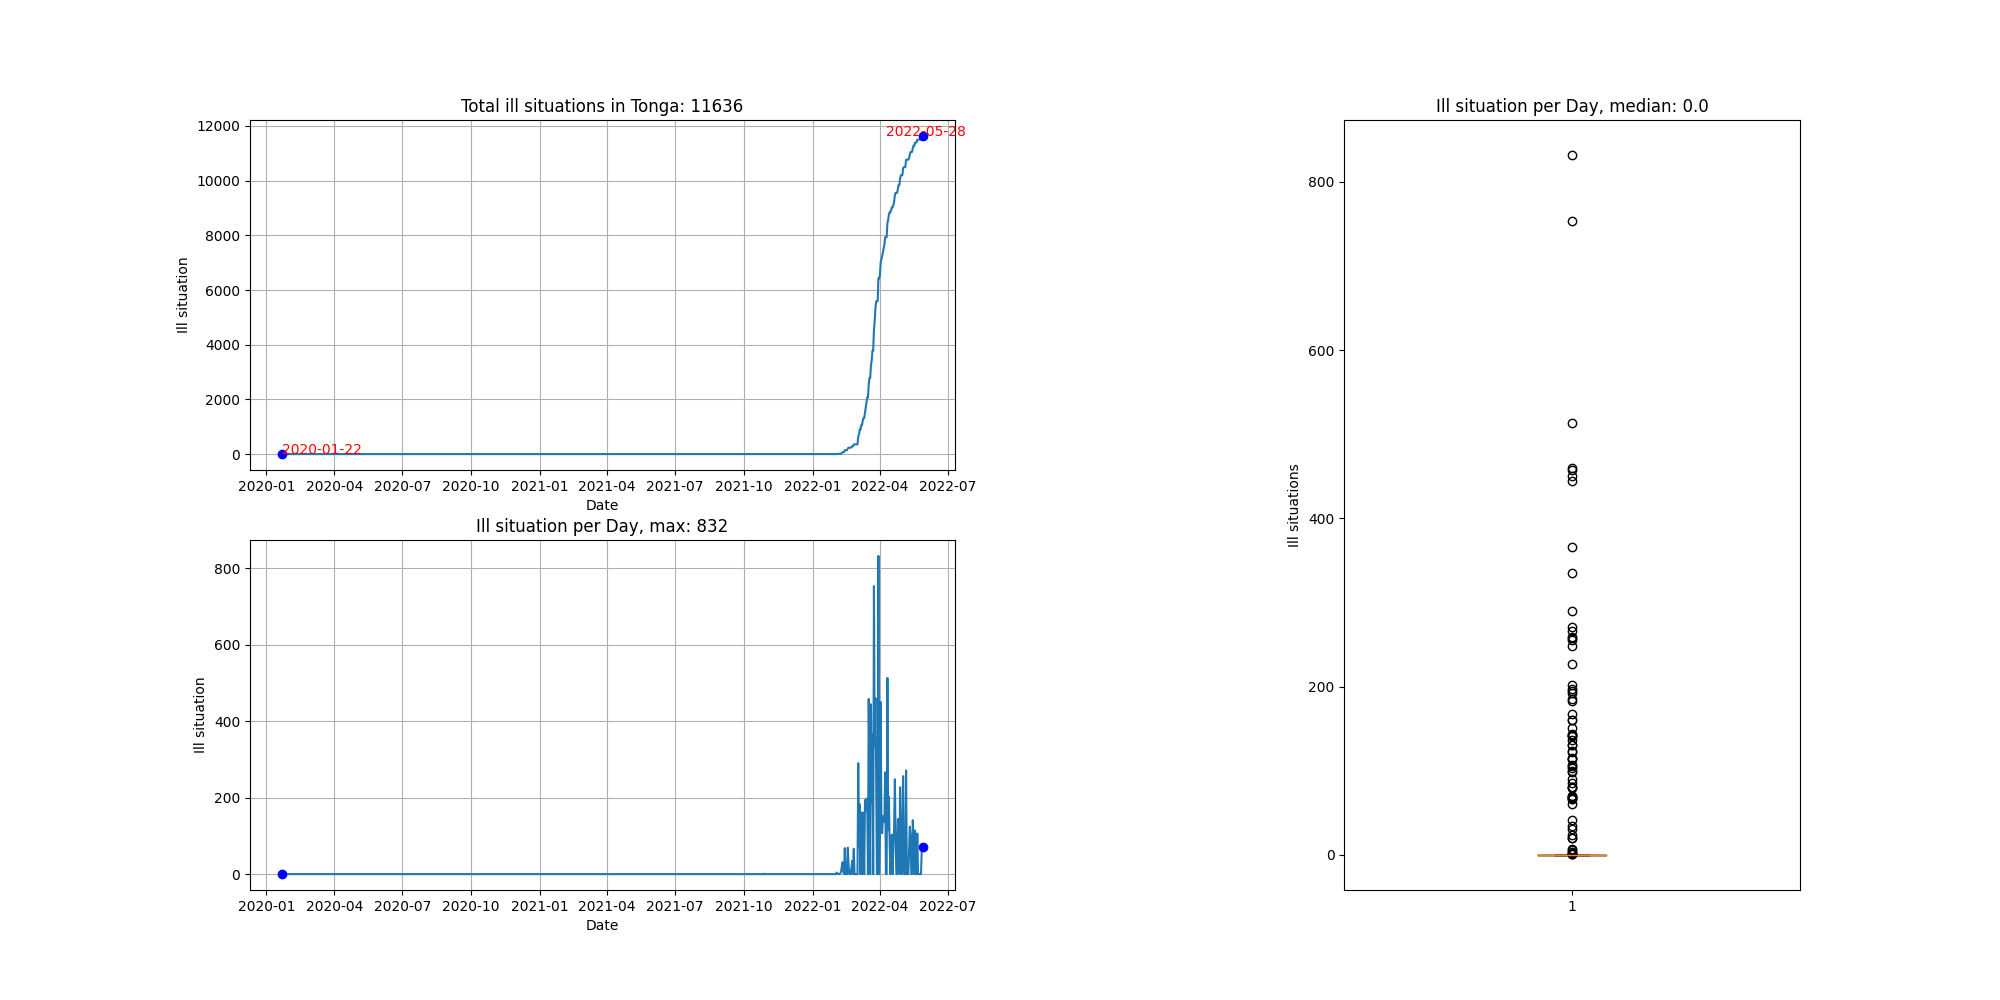 Total ill situations in Tonga: 11636
12000
10000
8000
6000
4000
2000
0
Ill situation
2022-05-28
2020-01-22
2020-01 2020-04 2020-07 2020-10 2021-01 2021-04 2021-07 2021-10 2022-01 2022-04 2022-07
Date
Ill situation per Day, max: 832
800
600
400
200
0
Ill situation
2020-01 2020-04 2020-07 2020-10 2021-01 2021-04 2021-07 2021-10 2022-01 2022-04 2022-07
Date
Ill situation per Day, median: 0.0
800
600
400
200
0
Ill situations
1